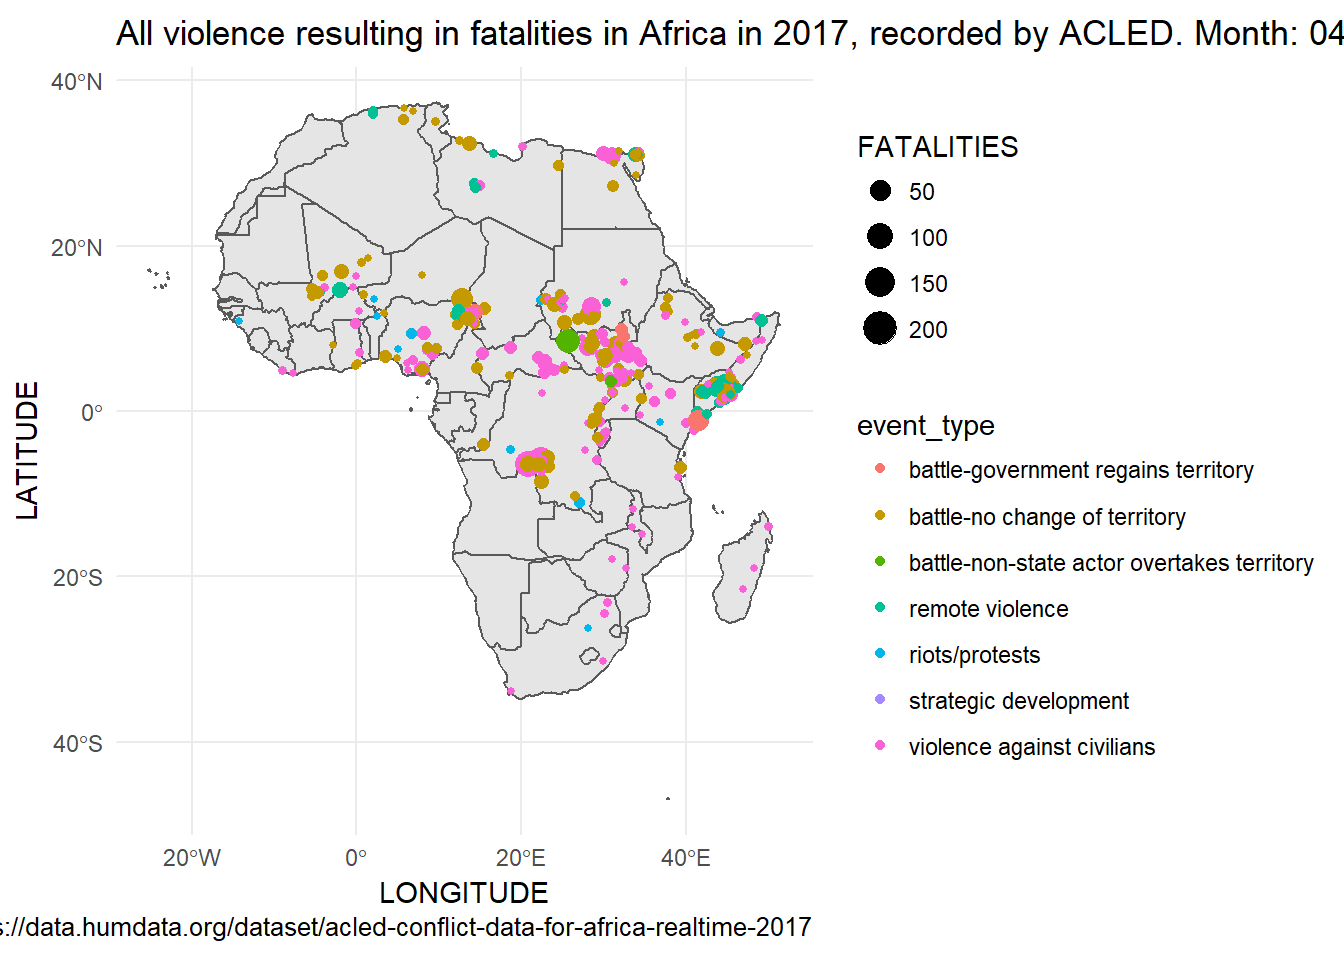 All violence resulting in fatalities in Africa in 2017, recorded by ACLED. Month: 04
40°N
20°N
0°
20°S
40°S
LATITUDE
20°W
0°
20°E
40°E
LONGITUDE
FATALITIES
50
100
150
200
event_type
battle-government regains territory
battle-no change of territory
battle-non-state actor overtakes territory
remote violence
riots/protests
strategic development
violence against civilians
s://data.humdata.org/dataset/acled-conflict-data-for-africa-realtime-2017